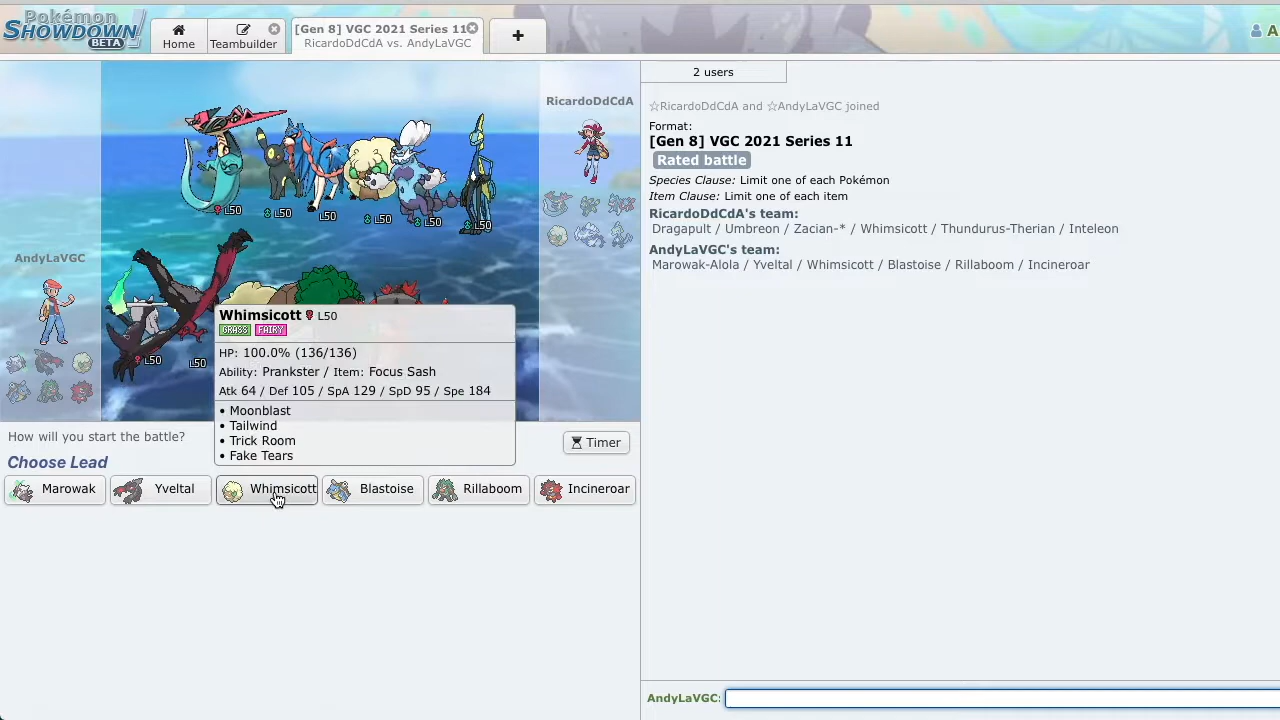 Pokémon
SHOWDOWN!
BETA
Home
Teambuilder
[Gen 8] VGC 2021 Series 11
RicardoDdCdA vs. AndyLaVGC
+
A
2 users
RicardoDdCdA
AndyLaVGC
L50
L50
L50
L50
L50
L50
L50
L50
Whimsicott L50
GRASS FAIRY
HP: 100.0% (136/136)
Ability: Prankster / Item: Focus Sash
Atk 64 / Def 105 / SpA 129 / SpD 95 / Spe 184
• Moonblast
• Tailwind
• Trick Room
• Fake Tears
How will you start the battle?
Timer
Choose Lead
Marowak
Yveltal
Whimsicott
Blastoise
Rillaboom
Incineroar
☆RicardoDdCdA and ☆AndyLaVGC joined
Format:
[Gen 8] VGC 2021 Series 11
Rated battle
Species Clause: Limit one of each Pokémon
Item Clause: Limit one of each item
RicardoDdCdA's team:
Dragapult / Umbreon / Zacian-* / Whimsicott / Thundurus-Therian / Inteleon
AndyLaVGC's team:
Marowak-Alola / Yveltal / Whimsicott / Blastoise / Rillaboom / Incineroar
AndyLaVGC: